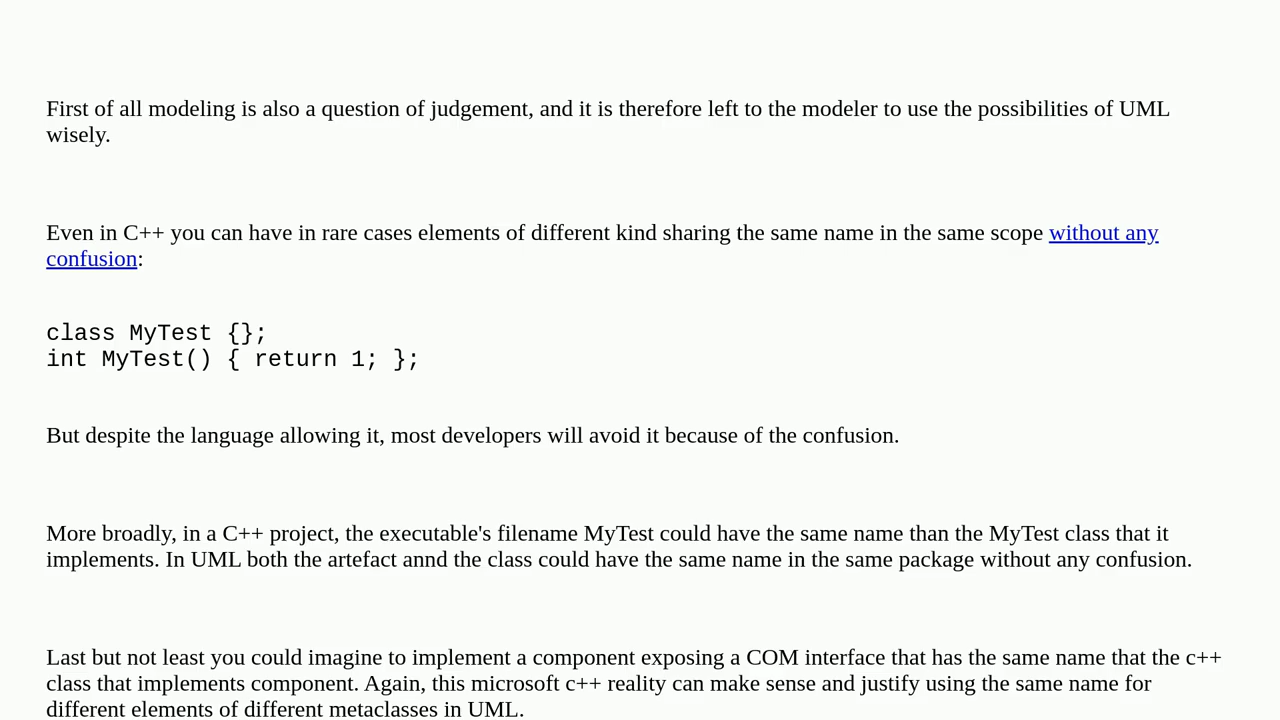 First of all modeling is also a question of judgement, and it is therefore left to the modeler to use the possibilities of UML
wisely.
Even in C++ you can have in rare cases elements of different kind sharing the same name in the same scope without any
confusion:
class MyTest {};
int MyTest() { return 1; };
But despite the language allowing it, most developers will avoid it because of the confusion.
More broadly, in a C++ project, the executable's filename MyTest could have the same name than the MyTest class that it
implements. In UML both the artefact annd the class could have the same name in the same package without any confusion.
Last but not least you could imagine to implement a component exposing a COM interface that has the same name that the c++
class that implements component. Again, this microsoft c++ reality can make sense and justify using the same name for
different elements of different metaclasses in UML.